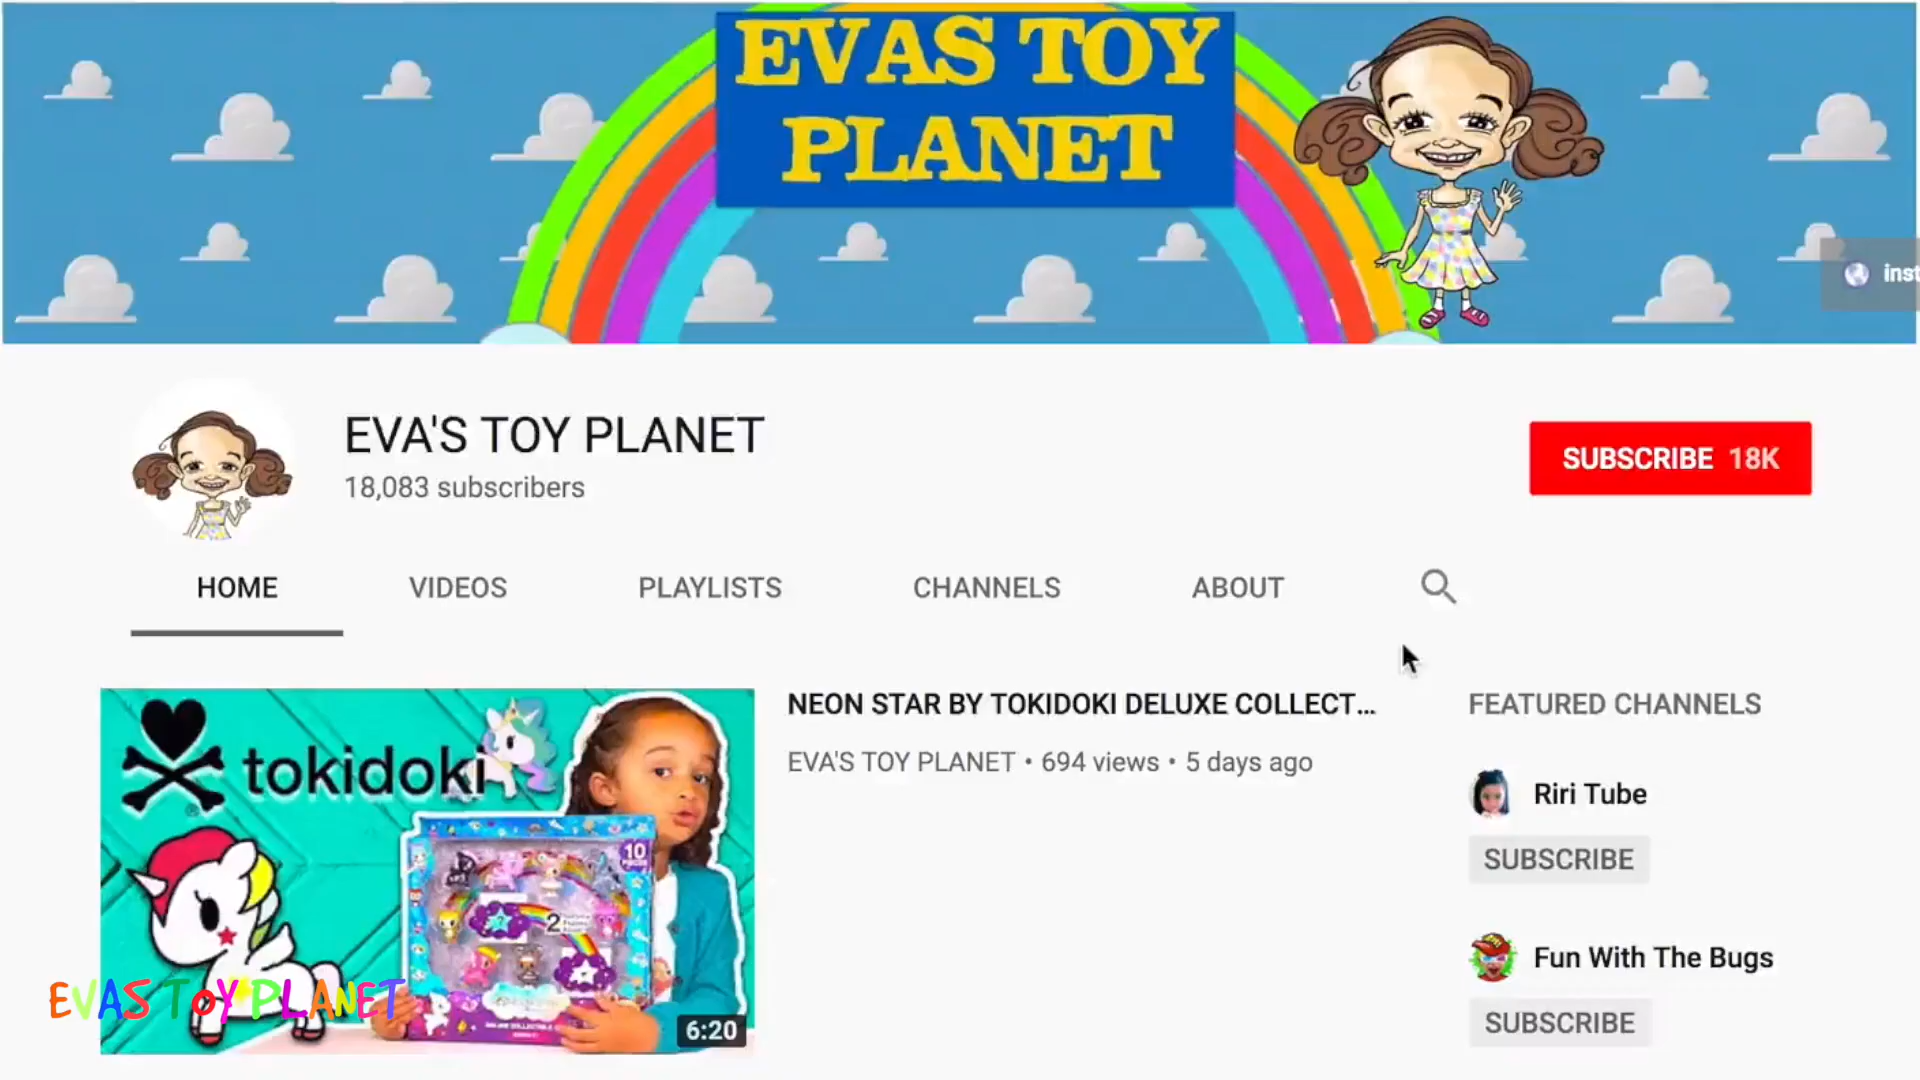 EVAS TOY
PLANET
inst
EVA'S TOY PLANET
18,083 subscribers
SUBSCRIBE 18K
HOME
VIDEOS
PLAYLISTS
CHANNELS
ABOUT
NEON STAR BY TOKIDOKI DELUXE COLLECT...
EVA'S TOY PLANET • 694 views • 5 days ago
tokidoki
10
2
EVAS TOY PLANET
6:20
FEATURED CHANNELS
Riri Tube
SUBSCRIBE
Fun With The Bugs
SUBSCRIBE